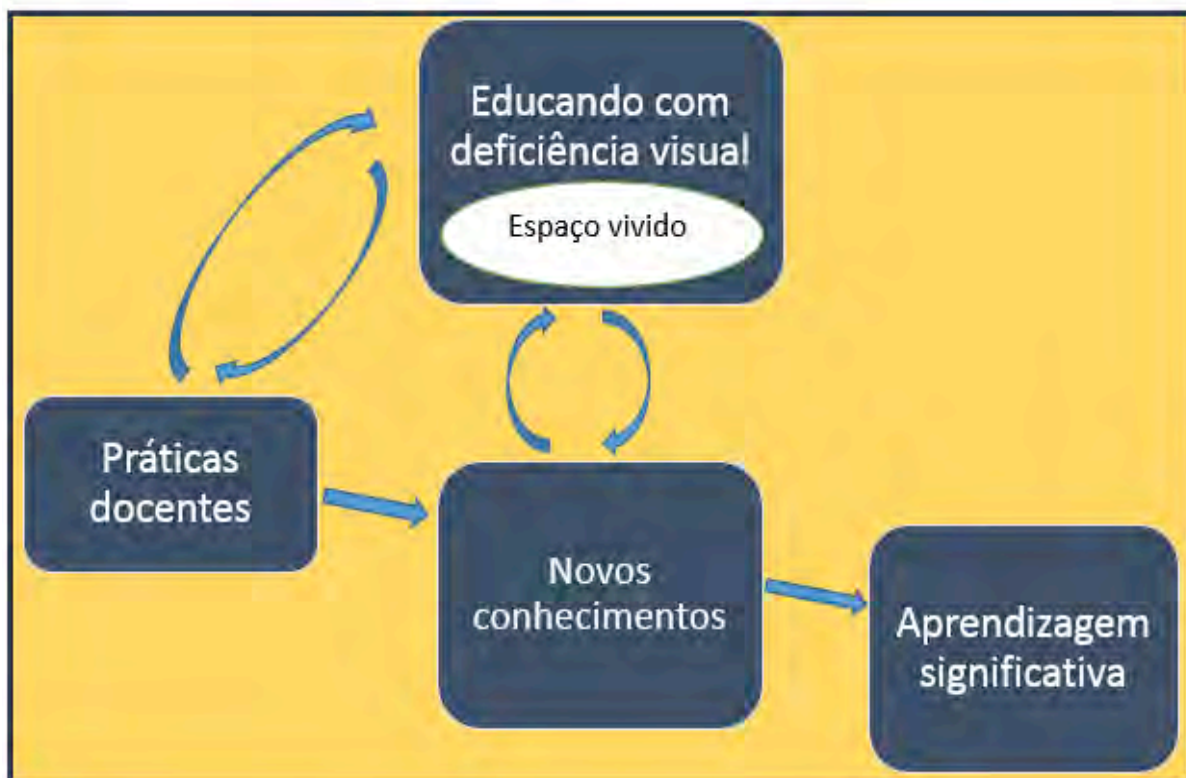 Educando com
deficiência visual
Espaço vivido
Práticas
docentes
Novos
conhecimentos
Aprendizagem
significativa